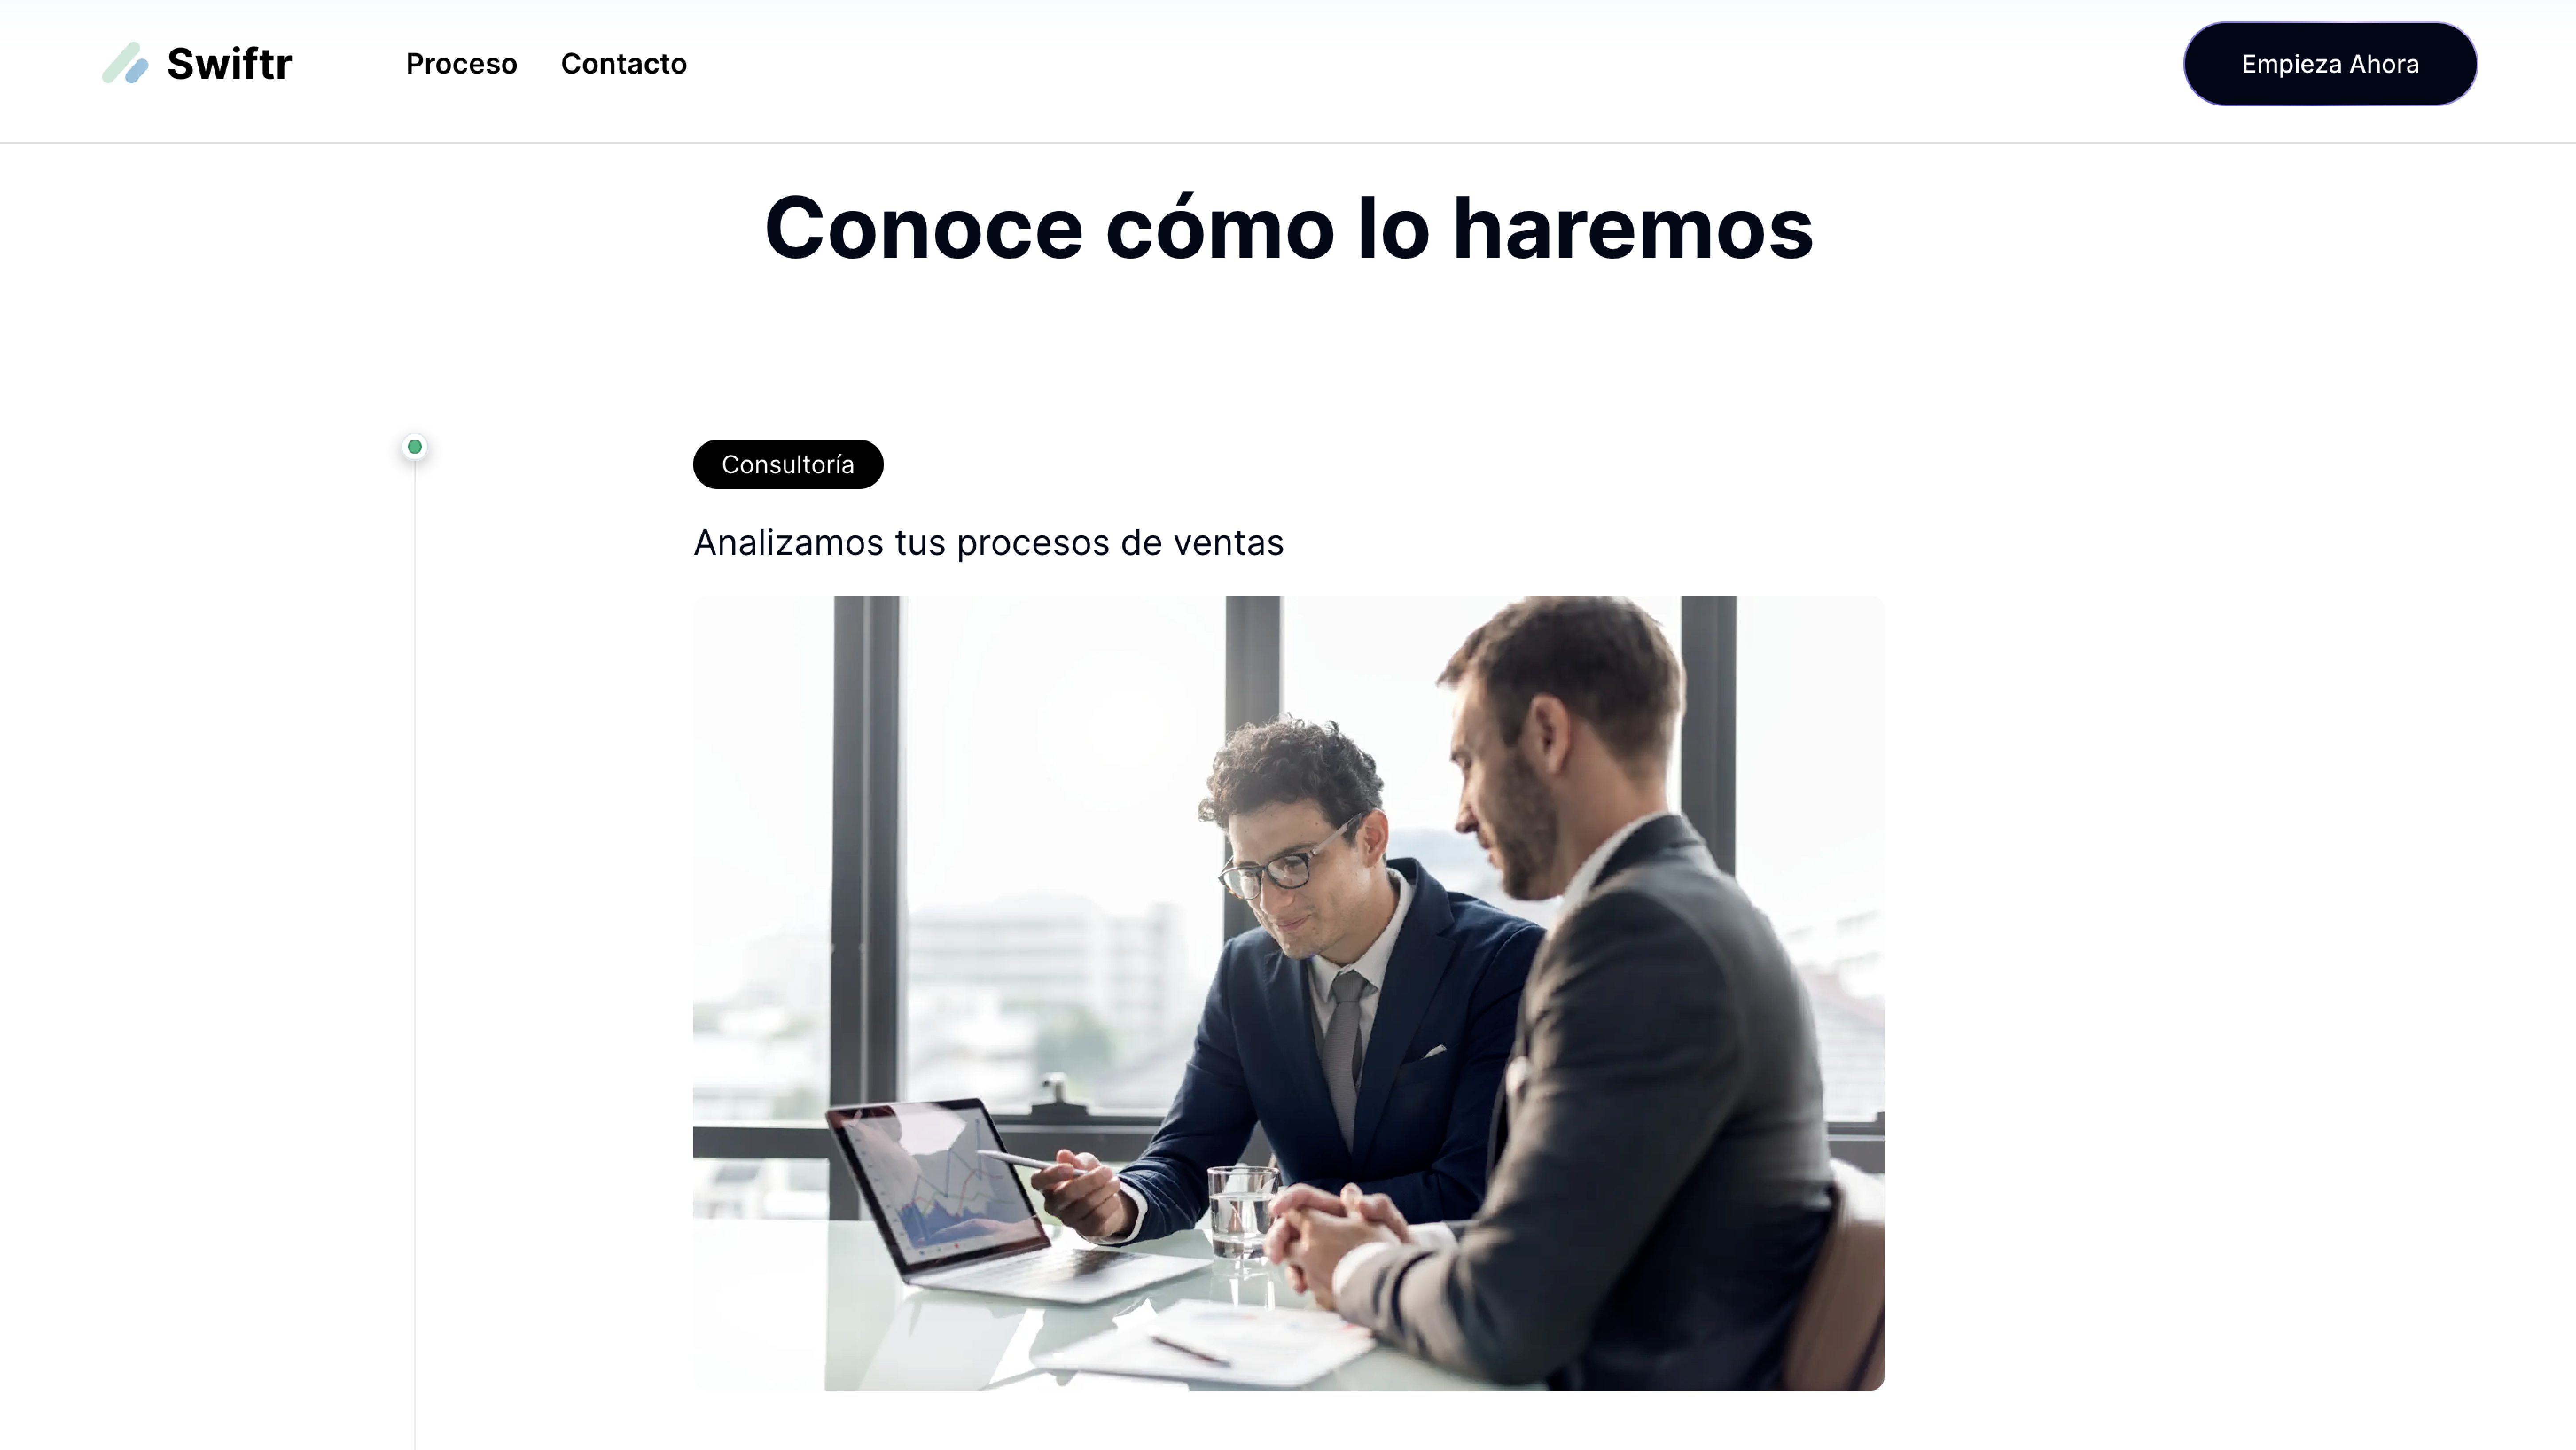 Swiftr
Proceso
Contacto
Empieza Ahora
Conoce cómo lo haremos
Consultoría
Analizamos tus procesos de ventas